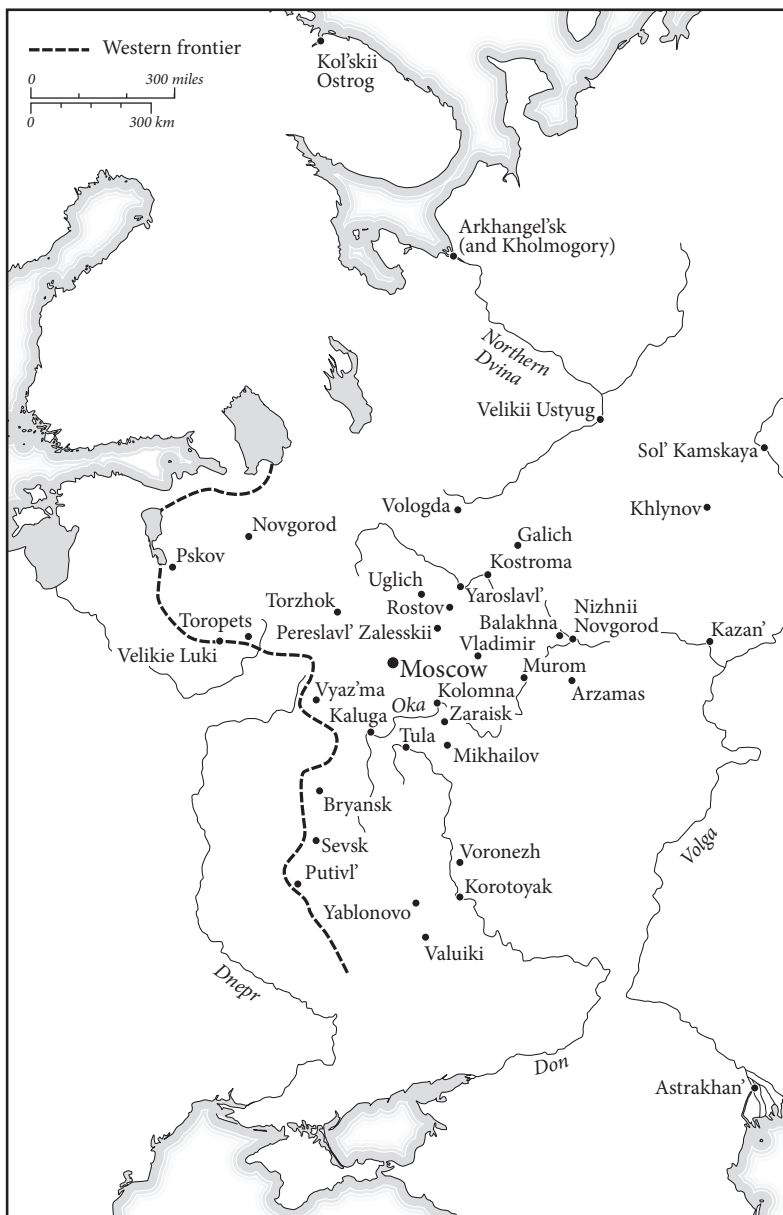 Western frontier
0 300 miles
0 300 km
Kol'skii
Ostrog
Arkhangel'sk
(and Kholmogory)
Northern
Dvina
Velikii Ustyug
Sol' Kamskaya
Vologda
Khlynov
Novgorod
Galich
Pskov
Kostroma
Uglich
Yaroslavl'
Torzhok
Rostov
Balakhna
Nizhnii
Novgorod
Toropets
Pereslavl' Zalesskii
Vladimir
Kazan'
Velikie Luki
Moscow
Murom
Vyaz'ma
Oka
Kolomna
Arzamas
Kaluga
Zaraisk
Tula
Mikhailov
Bryansk
Sevsk
Voronezh
Volga
Putivl'
Korotoyak
Yablonovo
Valuiki
Dnepr
Don
Astrakhan'